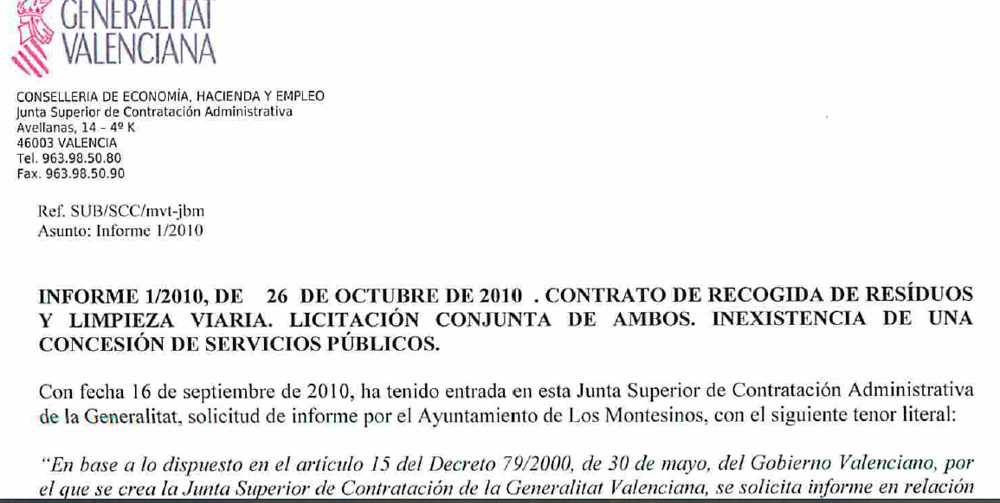 GENERALITAT
VALENCIANA
CONSELLERIA DE ECONOMÍA, HACIENDA Y EMPLEO
Junta Superior de Contratación Administrativa
Avellanas, 14 – 4º K
46003 VALENCIA
Tel. 963.98.50.80
Fax. 963.98.50.90
Ref. SUB/SCC/mvt-jbm
Asunto: Informe 1/2010
INFORME 1/2010, DE 26 DE OCTUBRE DE 2010 . CONTRATO DE RECOGIDA DE RESÍDUOS
Y LIMPIEZA VIARIA. LICITACIÓN CONJUNTA DE AMBOS. INEXISTENCIA DE UNA
CONCESIÓN DE SERVICIOS PÚBLICOS.
Con fecha 16 de septiembre de 2010, ha tenido entrada en esta Junta Superior de Contratación Administrativa
de la Generalitat, solicitud de informe por el Ayuntamiento de Los Montesinos, con el siguiente tenor literal:
“En base a lo dispuesto en el artículo 15 del Decreto 79/2000, de 30 de mayo, del Gobierno Valenciano, por
el que se crea la Junta Superior de Contratación de la Generalitat Valenciana, se solicita informe en relación